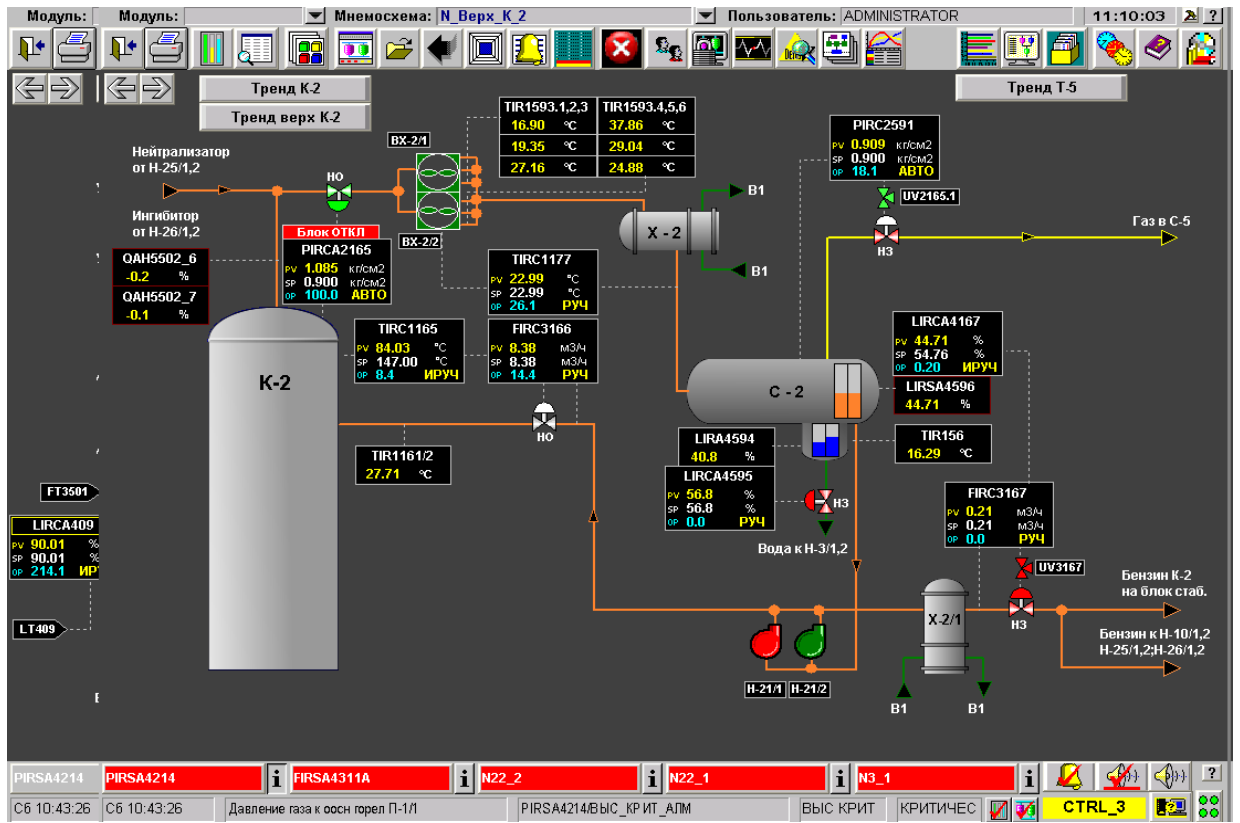 Модуль: Модуль: Мнемосхема: N_Верх_К_2 Пользователь: ADMINISTRATOR 11:10:03 ?
Тренд К-2
Тренд верх К-2
Тренд Т-5
Нейтрализатор
от Н-25/1,2
Ингибитор
от Н-26/1,2
НО
ВХ-2/1
ВХ-2/2
TIR1593.1,2,3 TIR1593.4,5,6
16.90 °C 37.86 °C
19.35 °C 29.04 °C
27.16 °C 24.88 °C
PIRC2591
PV 0.909 кг/см2
SP 0.900 кг/см2
OP 18.1 АВТО
UV2165.1
НЗ
Газ в С-5
В1
Х - 2
В1
Блок ОТКЛ
PIRCA2165
PV 1.085 кг/см2
SP 0.900 кг/см2
OP 100.0 АВТО
QAH5502_6
-0.2 %
QAH5502_7
-0.1 %
TIRC1177
PV 22.99 °C
SP 22.99 °C
OP 26.1 РУЧ
TIRC1165
PV 84.03 °C
SP 147.00 °C
OP 8.4 ИРУЧ
FIRC3166
PV 8.38 м3/ч
SP 8.38 м3/ч
OP 14.4 РУЧ
НО
LIRCA4167
PV 44.71 %
SP 54.76 %
OP 0.20 ИРУЧ
LIRSA4596
44.71 %
К-2
С - 2
TIR1161/2
27.71 °C
LIRA4594
40.8 %
LIRCA4595
PV 56.8 %
SP 56.8 %
OP 0.0 РУЧ
НЗ
TIR156
16.29 °C
Вода к Н-3/1,2
FIRC3167
PV 0.21 м3/ч
SP 0.21 м3/ч
OP 0.0 РУЧ
UV3167
НЗ
FT3501
LIRCA409
PV 90.01 %
SP 90.01 %
OP 214.1 ИР
LT409
Бензин К-2
на блок стаб.
Бензин к Н-10/1,2
Н-25/1,2;Н-26/1,2
Х-2/1
Н-21/1 Н-21/2
В1 В1
PIRSA4214 PIRSA4214 i FIRSA4311A i N22_2 i N22_1 i N3_1 i ?
Сб 10:43:26 Сб 10:43:26 Давление газа к оосн горел П-1/1 PIRSA4214/ВЫС_КРИТ_АЛМ ВЫС КРИТ КРИТИЧЕС CTRL_3